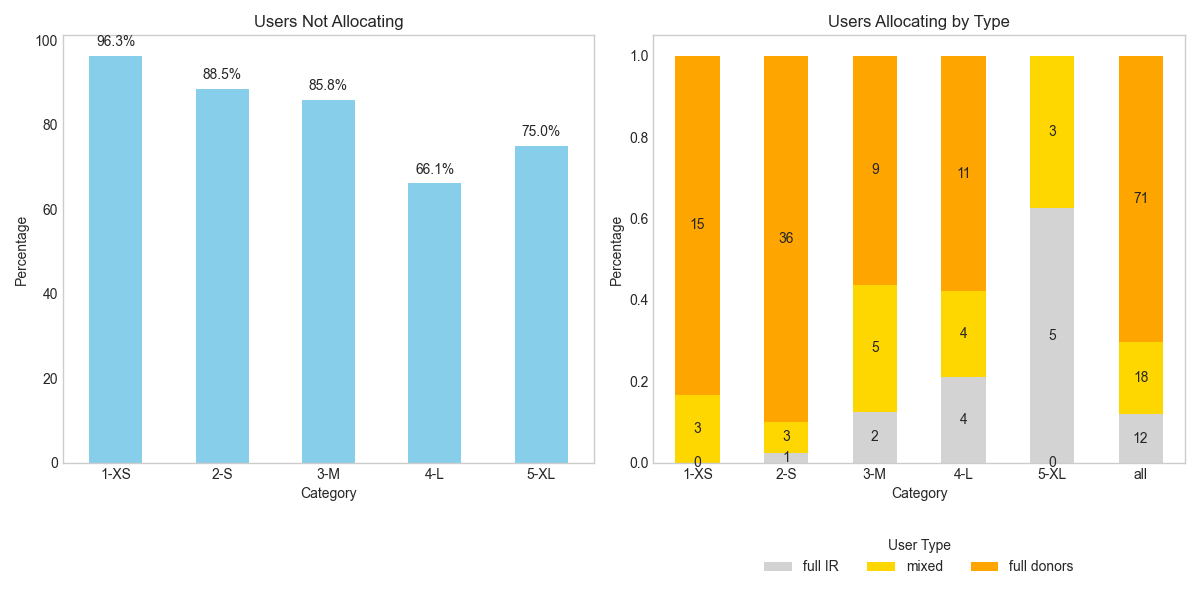 Users Not Allocating
100
80
60
40
20
0
Percentage
96.3%
88.5%
85.8%
66.1%
75.0%
1-XS
2-S
3-M
4-L
5-XL
Category
Users Allocating by Type
1.0
0.8
0.6
0.4
0.2
0.0
Percentage
15
3
0
36
3
1
9
5
2
11
4
4
3
5
0
71
18
12
1-XS
2-S
3-M
4-L
5-XL
all
Category
User Type
full IR
mixed
full donors